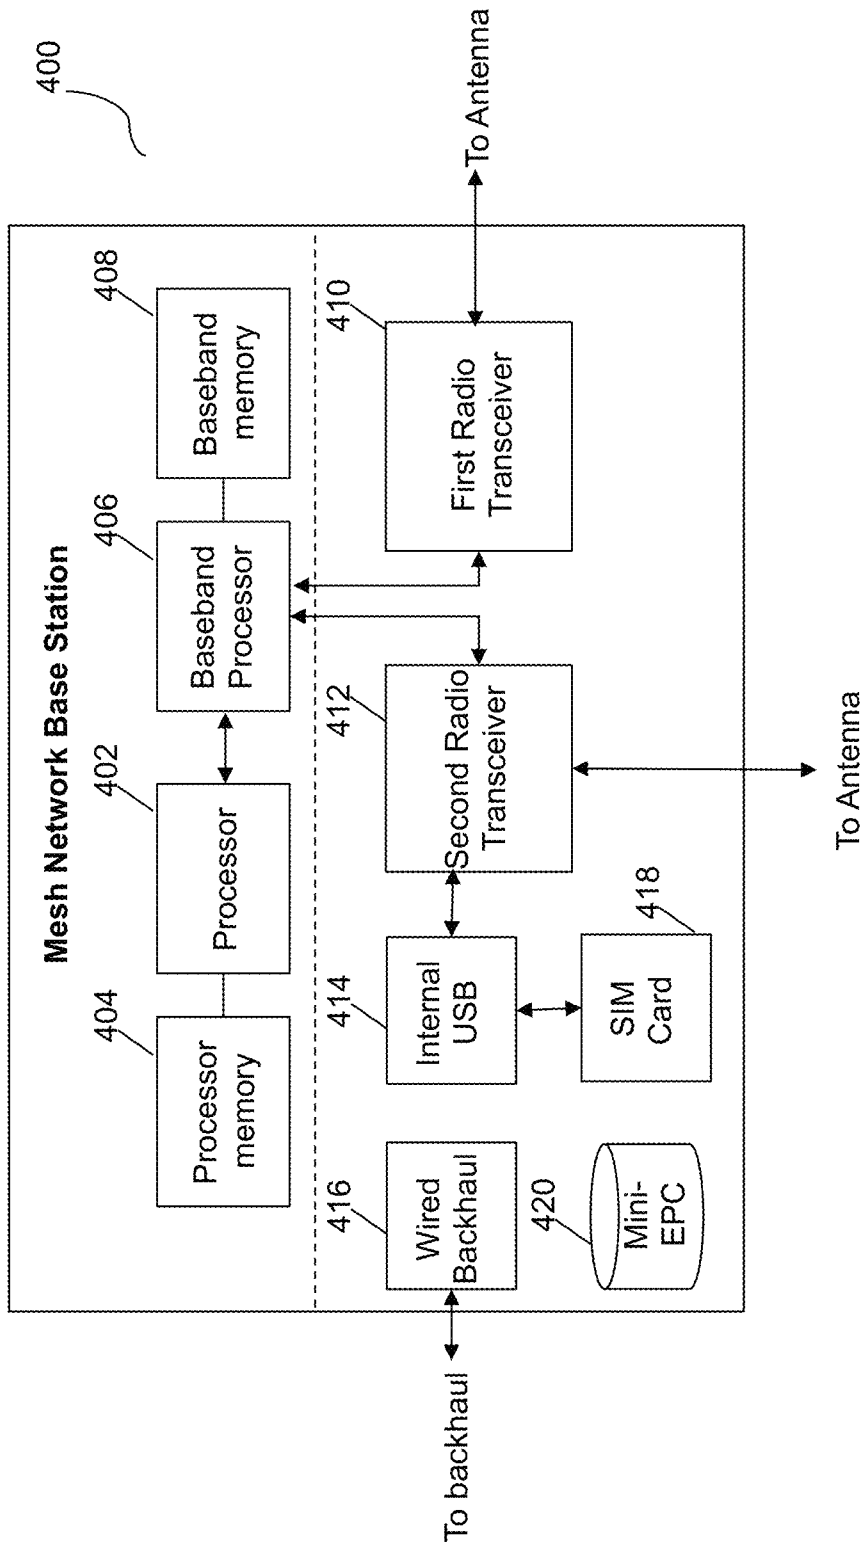 400
Mesh Network Base Station
404
402
406
408
Processor
memory
Processor
Baseband
Processor
Baseband
memory
416
414
412
410
To backhaul
Wired
Backhaul
Internal
USB
Second Radio
Transceiver
First Radio
Transceiver
To Antenna
420
418
Mini-
EPC
SIM
Card
To Antenna